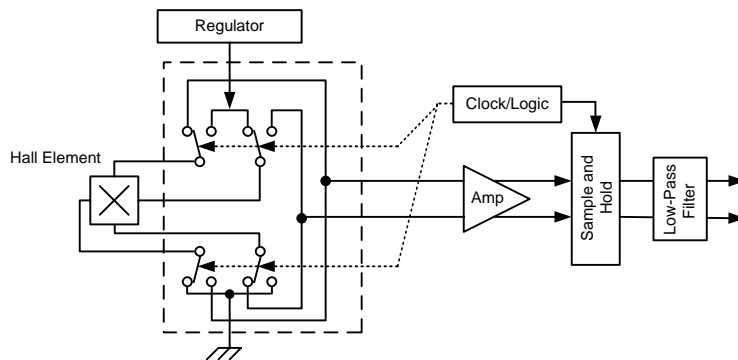 Regulator
Clock/Logic
Hall Element
Amp
Sample and
Hold
Low-Pass
Filter